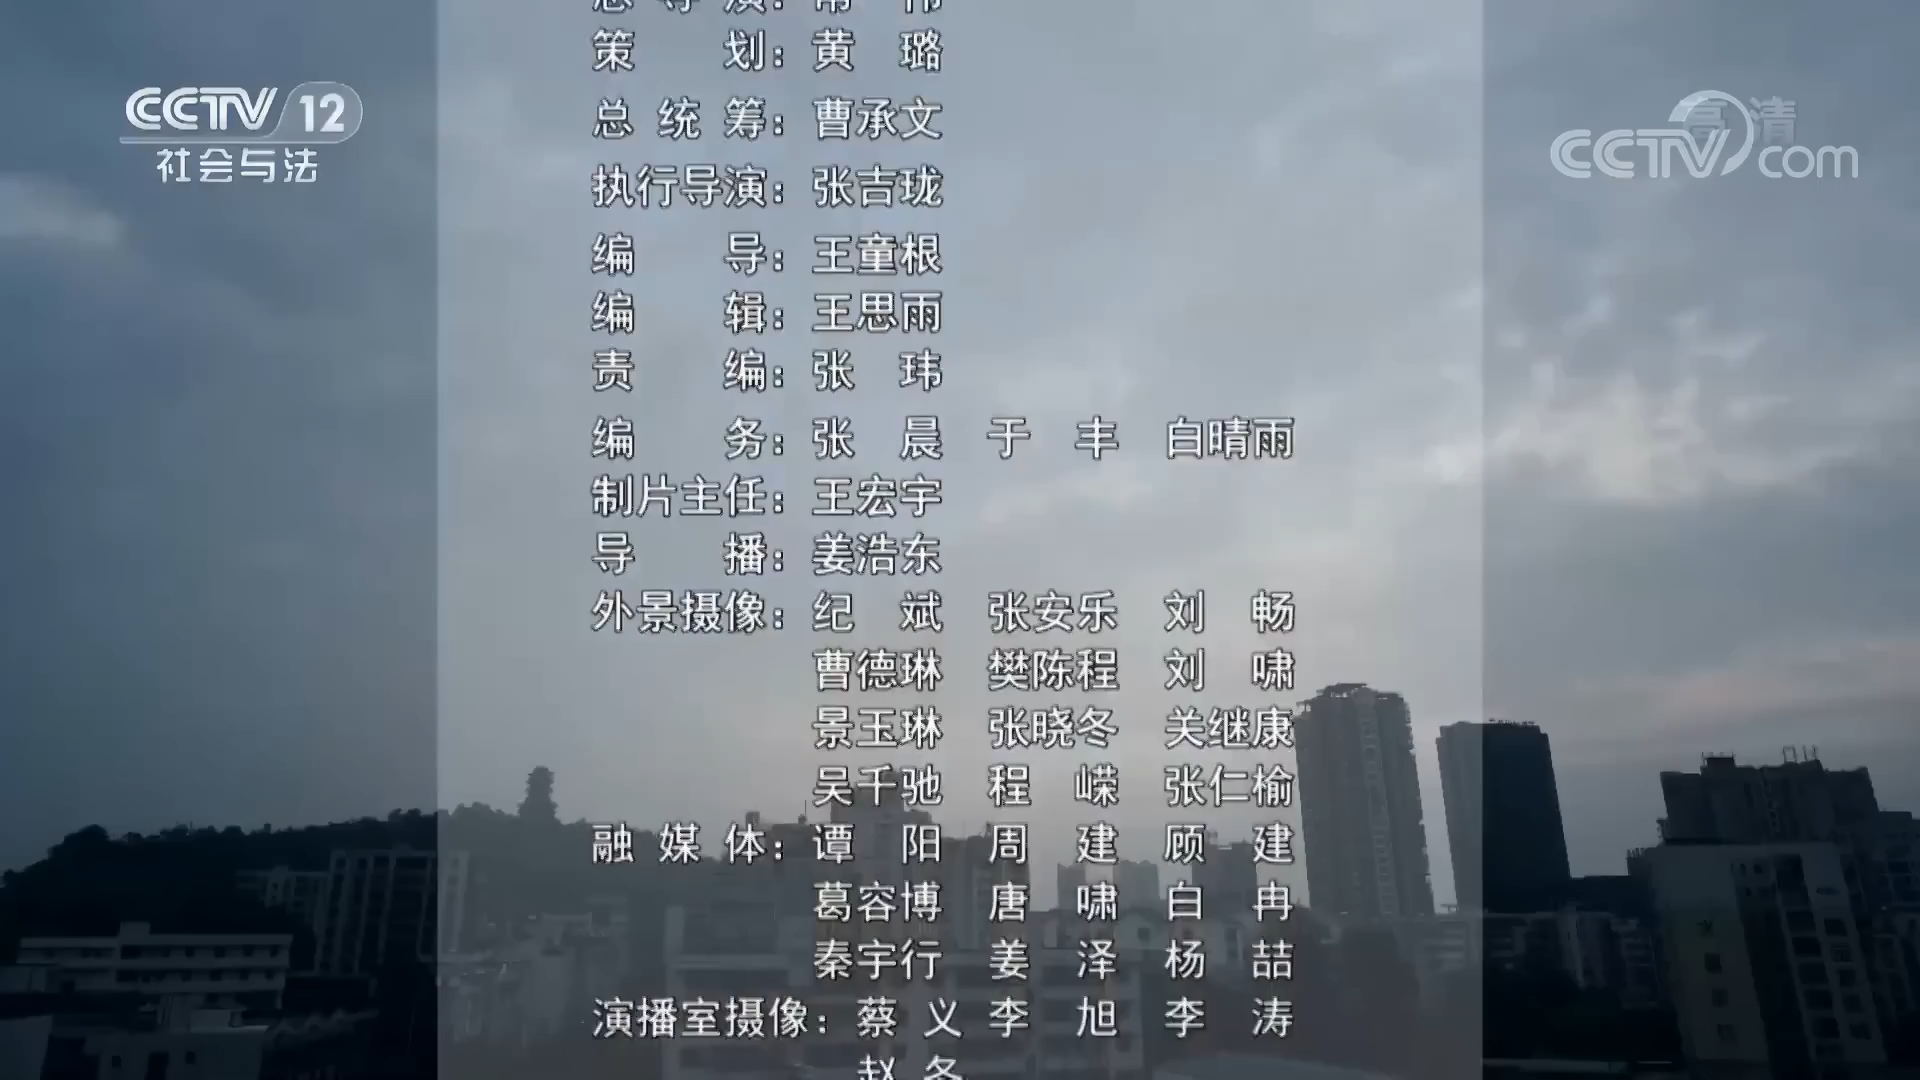 策 划：黄 璐
CCTV 12
社会与法
高清
CCTV com
总 统 筹：曹承文
执行导演：张吉珑
编 导：王童根
编 辑：王思雨
责 编：张 玮
编 务：张 晨 于 丰 白晴雨
制片主任：王宏宇
导 播：姜浩东
外景摄像：纪 斌 张安乐 刘 畅
曹德琳 樊陈程 刘 啸
景玉琳 张晓冬 关继康
吴千驰 程 嵘 张仁榆
融 媒 体：谭 阳 周 建 顾 建
葛容博 唐 啸 白 冉
秦宇行 姜 泽 杨 喆
演播室摄像：蔡 义 李 旭 李 涛